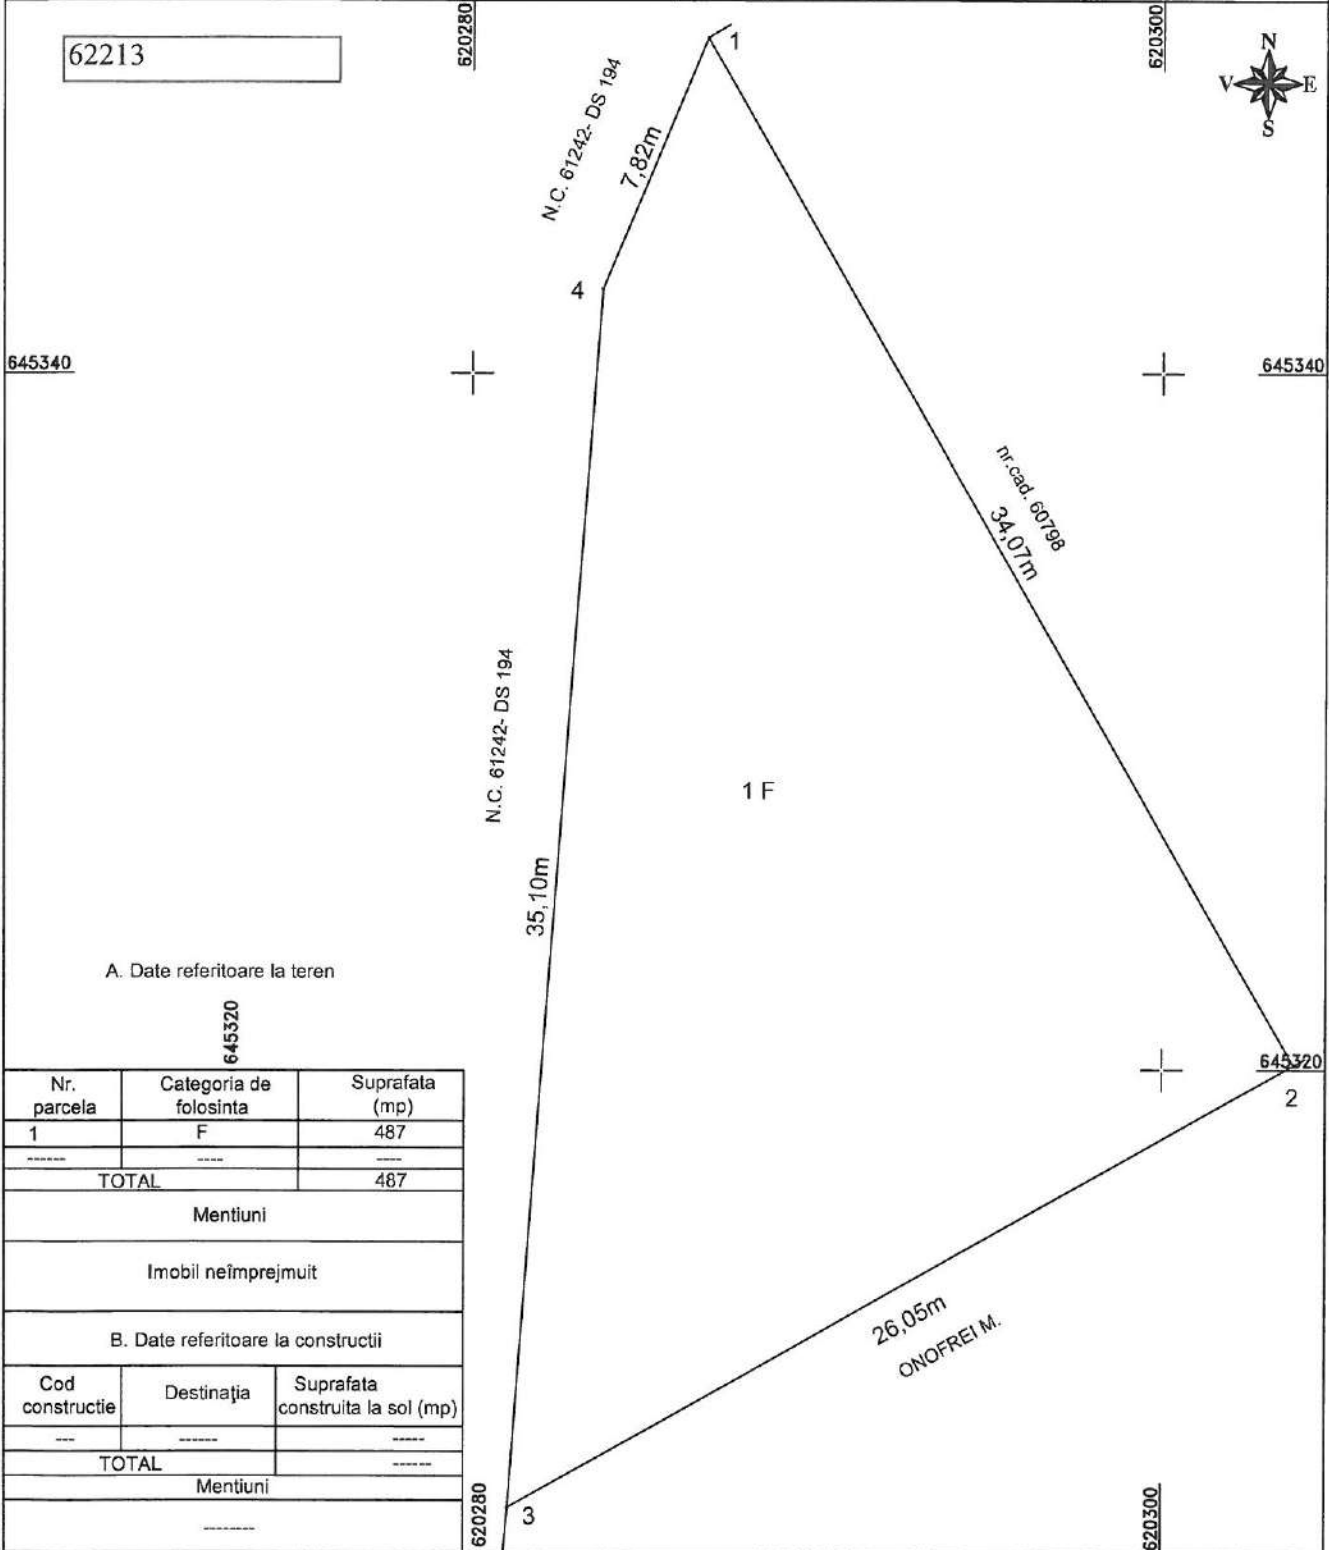 62213
620280
620300
N
V E
S
1
N.C. 61242- DS 194
7,82m
4
645340
645340
nr.cad. 60798
34,07m
N.C. 61242- DS 194
1 F
35,10m
A. Date referitoare la teren
645320
645320
2
Nr. parcela Categoria de folosinta Suprafata (mp)
1 F 487
------ ---- ----
TOTAL 487
Mentiuni
Imobil neîmprejmuit
26,05m
ONOFREI M.
B. Date referitoare la constructii
Cod constructie Destinaţia Suprafata construita la sol (mp)
--- ------ -----
TOTAL ------
Mentiuni
--------
620280
3
620300